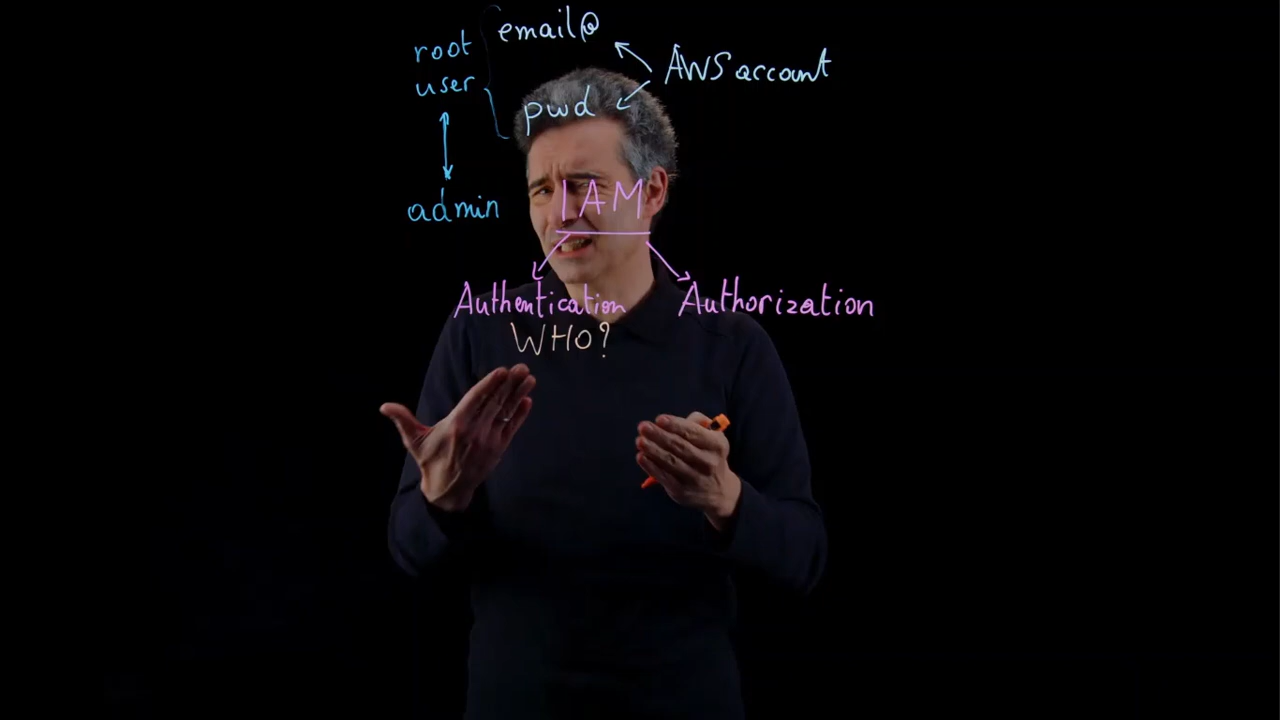 root
user
email@
pwd
AWS account
admin
IAM
Authentication
Authorization
WHO?